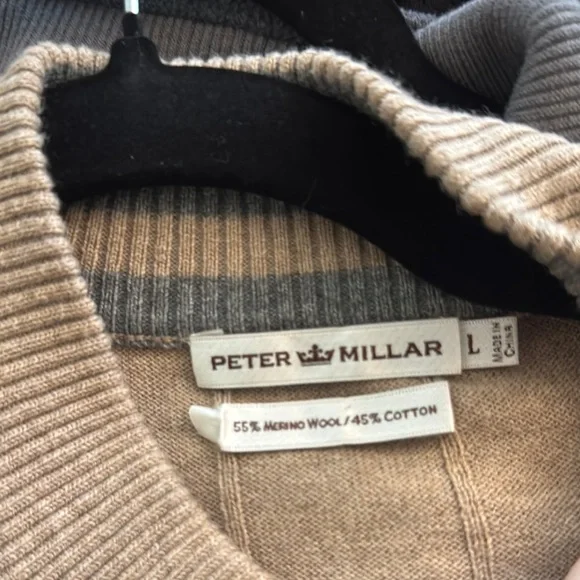 PETER MILLAR
L
MADE IN
CHINA
55% MERINO WOOL/45% COTTON